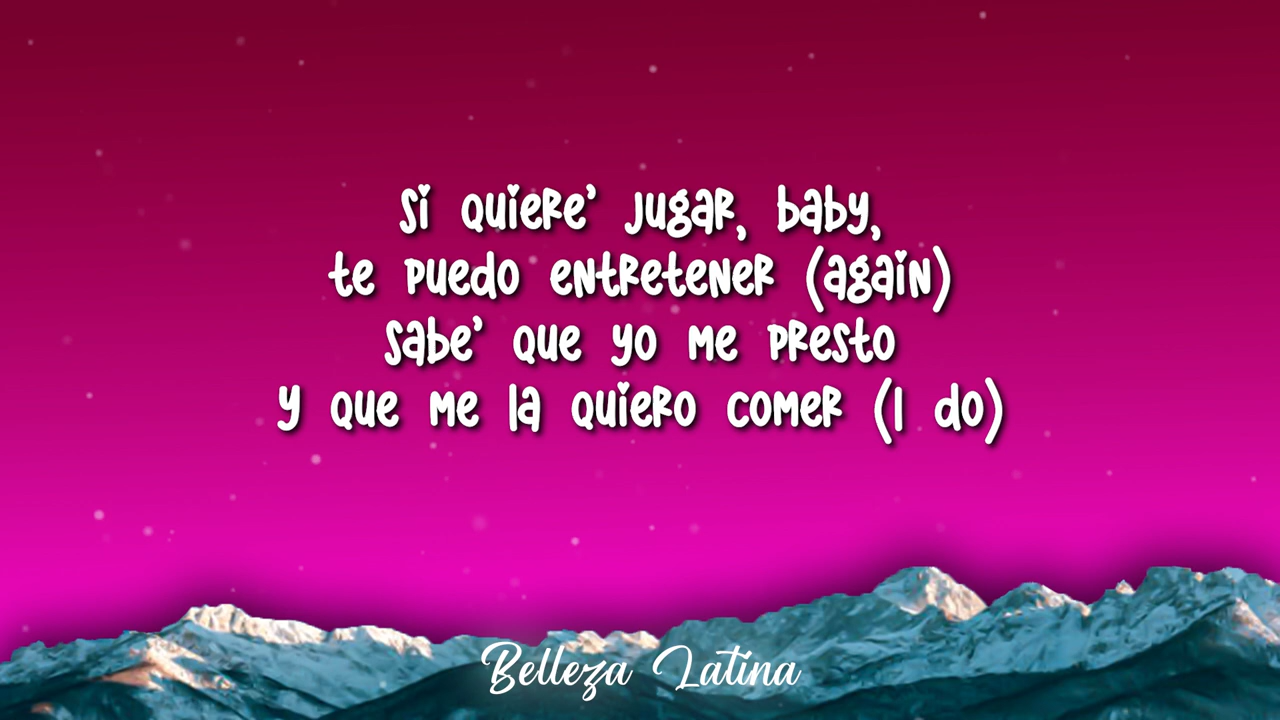 Si quiere' jugar, baby,
te puedo entretener (again)
Sabe' que yo me presto
y que me la quiero comer (I do)
Belleza Latina